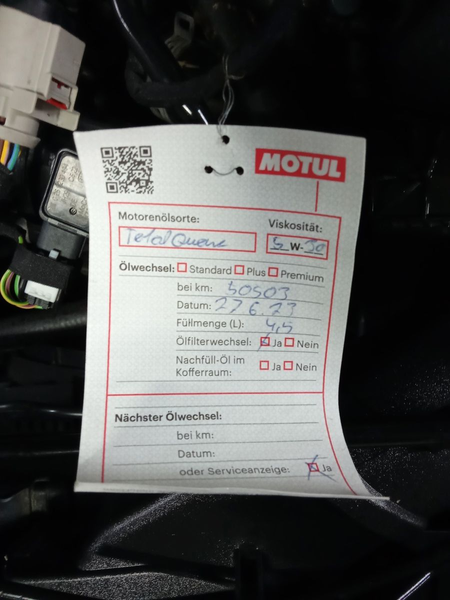 MOTUL
Motorenölsorte:
Viskosität:
Total
5 W-30
Ölwechsel: Standard Plus Premium
bei km: 50503
Datum: 27.6.23
Füllmenge (L): 4,5
Ölfilterwechsel: Ja Nein
Nachfüll-Öl im
Kofferraum: Ja Nein
Nächster Ölwechsel:
bei km:
Datum:
oder Serviceanzeige: Ja